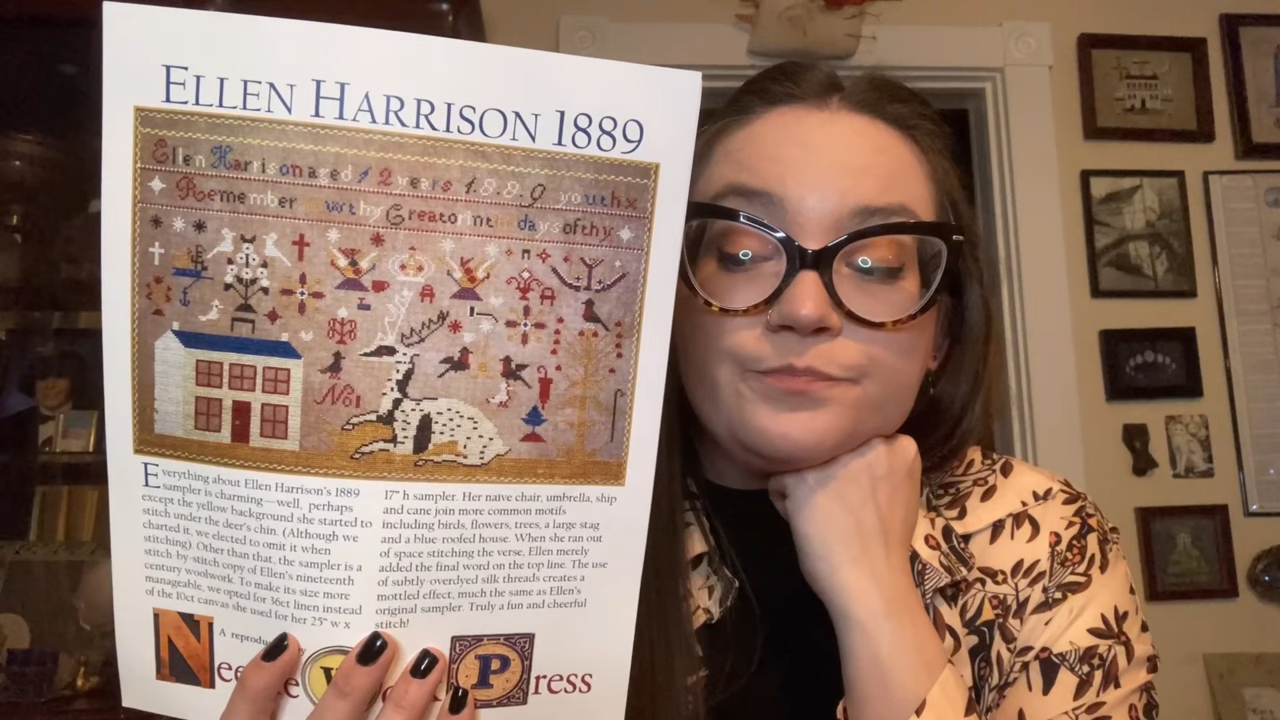 ELLEN HARRISON 1889
Ellen Harrison aged 12 years 1.8.8.9 youthx
Remember thy Creator in the days of thy
No1
Everything about Ellen Harrison's 1889
sampler is charming—well, perhaps
except the yellow background she started to
stitch under the deer's chin. (Although we
charted it, we elected to omit it when
stitching). Other than that, the sampler is a
stitch-by-stitch copy of Ellen's nineteenth
century woolwork. To make its size more
manageable, we opted for 36ct linen instead
of the 10ct canvas she used for her 25" w x
17" h sampler. Her naive chair, umbrella, ship
and cane join more common motifs
including birds, flowers, trees, a large stag
and a blue-roofed house. When she ran out
of space stitching the verse, Ellen merely
added the final word on the top line. The use
of subtly-overdyed silk threads creates a
mottled effect, much the same as Ellen's
original sampler. Truly a fun and cheerful
stitch!
A
Press